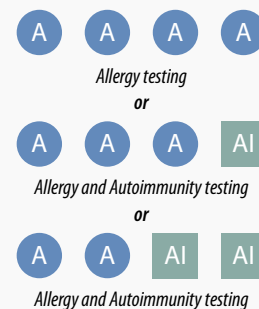 A A A A
Allergy testing
or
A A A AI
Allergy and Autoimmunity testing
or
A A AI AI
Allergy and Autoimmunity testing